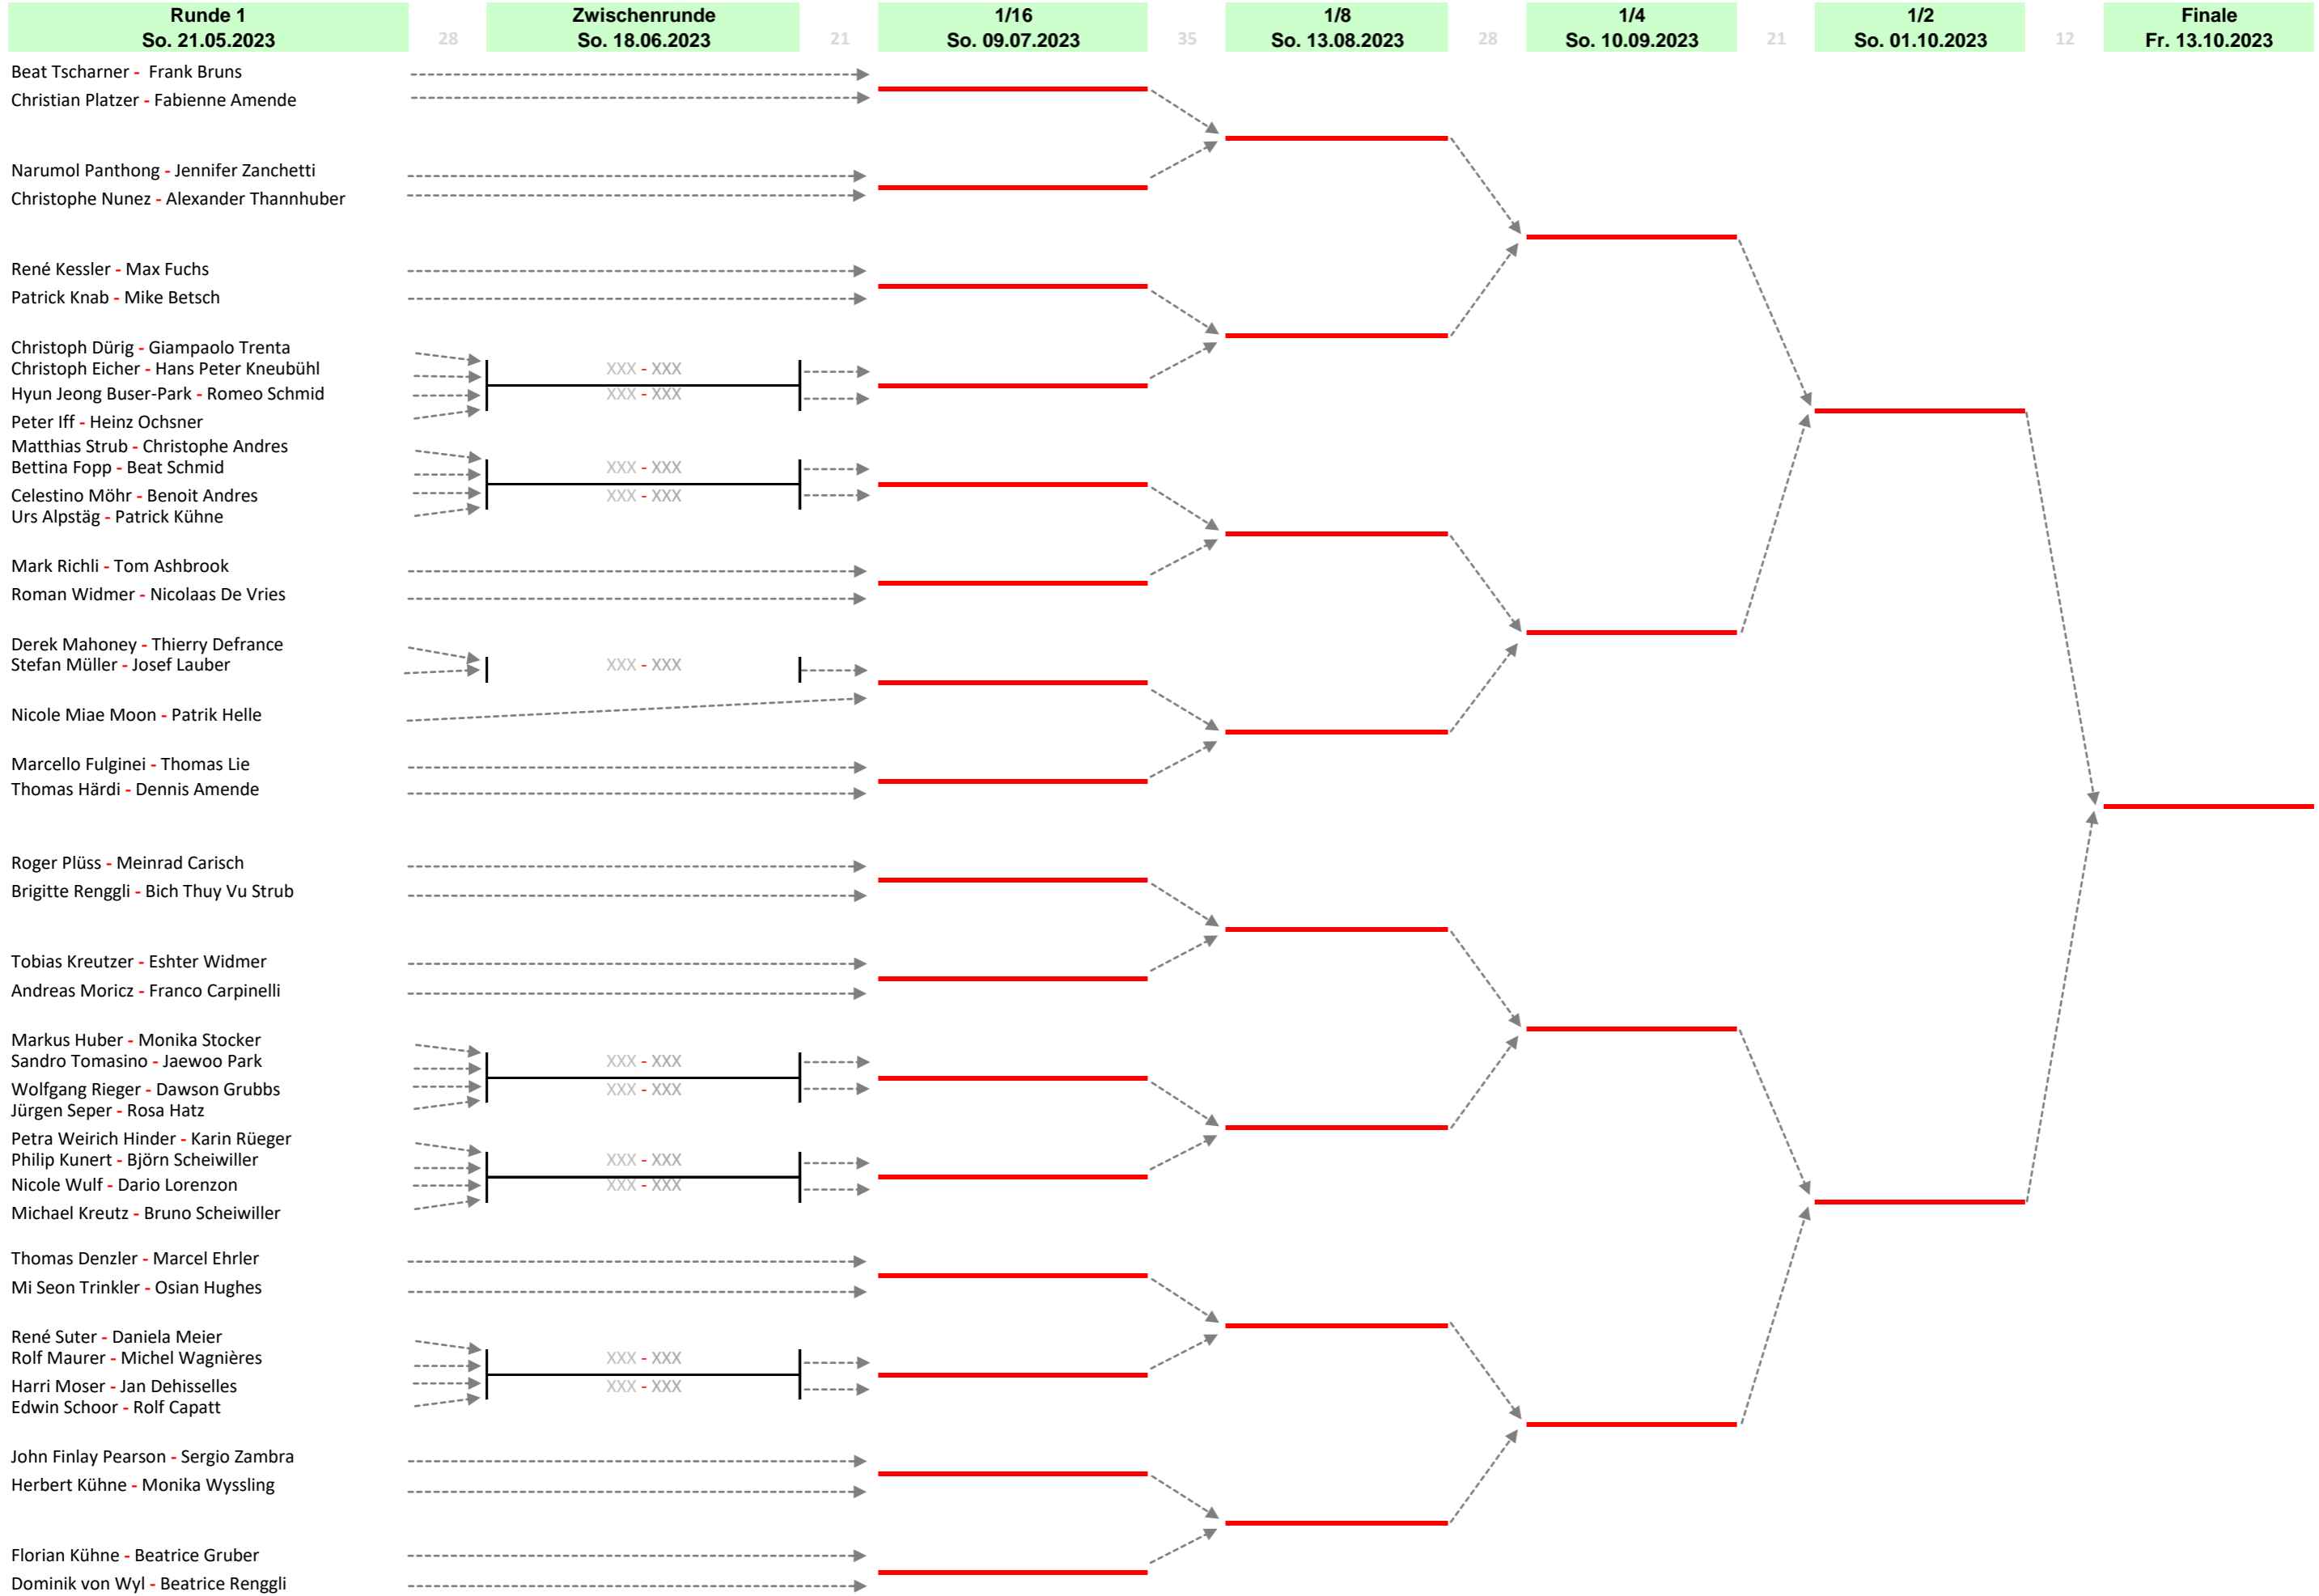 Runde 1
So. 21.05.2023
28
Zwischenrunde
So. 18.06.2023
21
1/16
So. 09.07.2023
35
1/8
So. 13.08.2023
28
1/4
So. 10.09.2023
21
1/2
So. 01.10.2023
12
Finale
Fr. 13.10.2023
Beat Tscharner - Frank Bruns
Christian Platzer - Fabienne Amende
Narumol Panthong - Jennifer Zanchetti
Christophe Nunez - Alexander Thannhuber
René Kessler - Max Fuchs
Patrick Knab - Mike Betsch
Christoph Dürig - Giampaolo Trenta
Christoph Eicher - Hans Peter Kneubühl
XXX - XXX
Hyun Jeong Buser-Park - Romeo Schmid
XXX - XXX
Peter Iff - Heinz Ochsner
Matthias Strub - Christophe Andres
Bettina Fopp - Beat Schmid
XXX - XXX
Celestino Möhr - Benoit Andres
XXX - XXX
Urs Alpstäg - Patrick Kühne
Mark Richli - Tom Ashbrook
Roman Widmer - Nicolaas De Vries
Derek Mahoney - Thierry Defrance
Stefan Müller - Josef Lauber
XXX - XXX
Nicole Miae Moon - Patrik Helle
Marcello Fulginei - Thomas Lie
Thomas Härdi - Dennis Amende
Roger Plüss - Meinrad Carisch
Brigitte Renggli - Bich Thuy Vu Strub
Tobias Kreutzer - Eshter Widmer
Andreas Moricz - Franco Carpinelli
Markus Huber - Monika Stocker
Sandro Tomasino - Jaewoo Park
XXX - XXX
Wolfgang Rieger - Dawson Grubbs
XXX - XXX
Jürgen Seper - Rosa Hatz
Petra Weirich Hinder - Karin Rüeger
Philip Kunert - Björn Scheiwiller
XXX - XXX
Nicole Wulf - Dario Lorenzon
XXX - XXX
Michael Kreutz - Bruno Scheiwiller
Thomas Denzler - Marcel Ehrler
Mi Seon Trinkler - Osian Hughes
René Suter - Daniela Meier
Rolf Maurer - Michel Wagnières
XXX - XXX
Harri Moser - Jan Dehisselles
XXX - XXX
Edwin Schoor - Rolf Capatt
John Finlay Pearson - Sergio Zambra
Herbert Kühne - Monika Wyssling
Florian Kühne - Beatrice Gruber
Dominik von Wyl - Beatrice Renggli